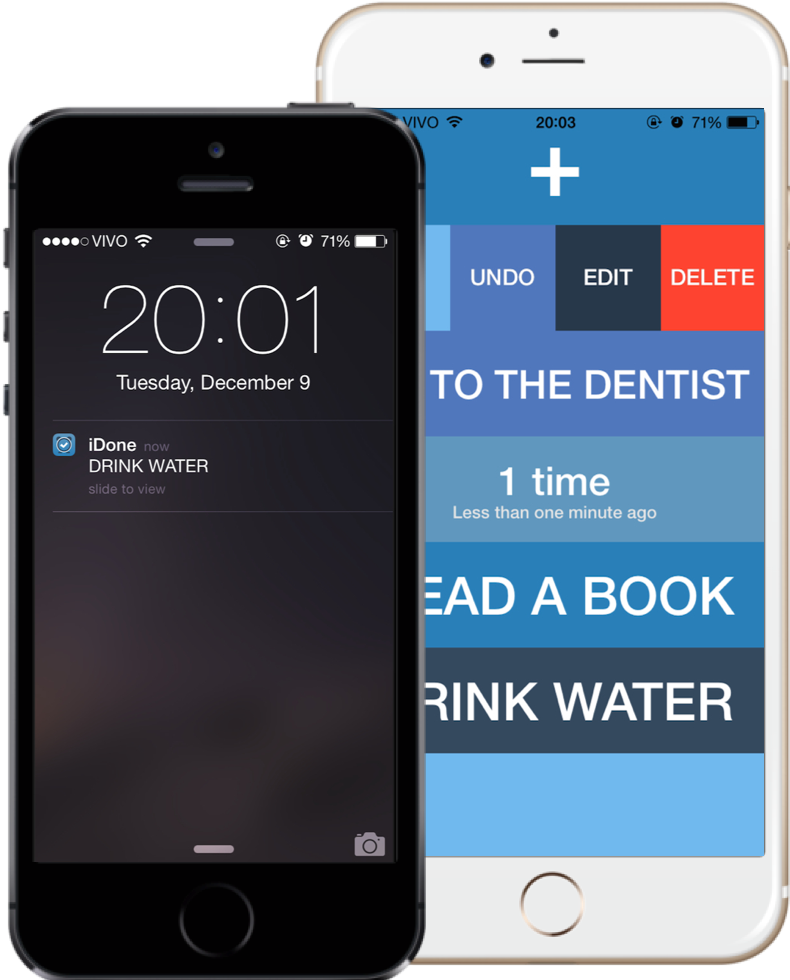 VIVO 20:03 71%
+
UNDO EDIT DELETE
TO THE DENTIST
1 time
Less than one minute ago
EAD A BOOK
RINK WATER
VIVO 71%
20:01
Tuesday, December 9
iDone now
DRINK WATER
slide to view